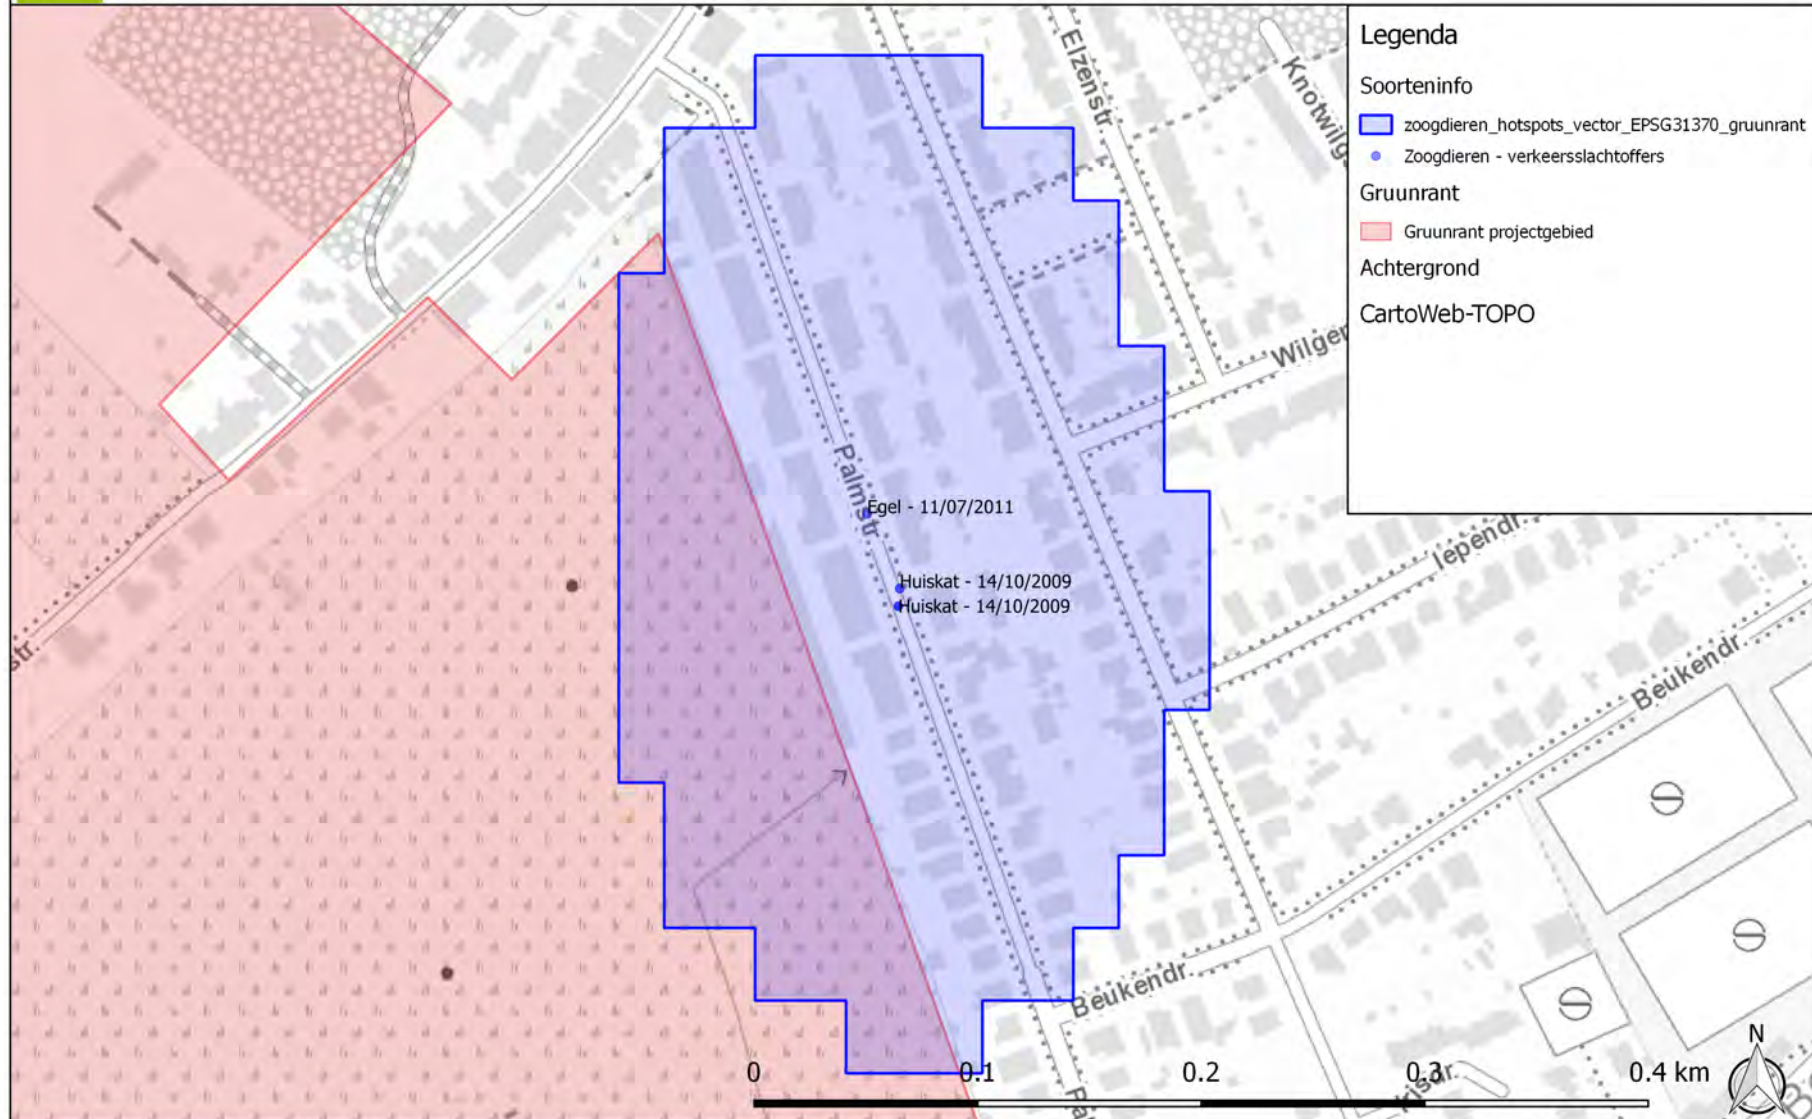 Legenda
Soorteninfo
zoogdieren_hotspots_vector_EPSG31370_gruunrant
Zoogdieren - verkeersslachtoffers
Gruunrant
Gruunrant projectgebied
Achtergrond
CartoWeb-TOPO
Elzenstr.
Palmstr.
Egel - 11/07/2011
Huiskat - 14/10/2009
Huiskat - 14/10/2009
Iependr.
Beukendr.
str.
Beukendr.
0 0.1 0.2 0.3 0.4 km
N